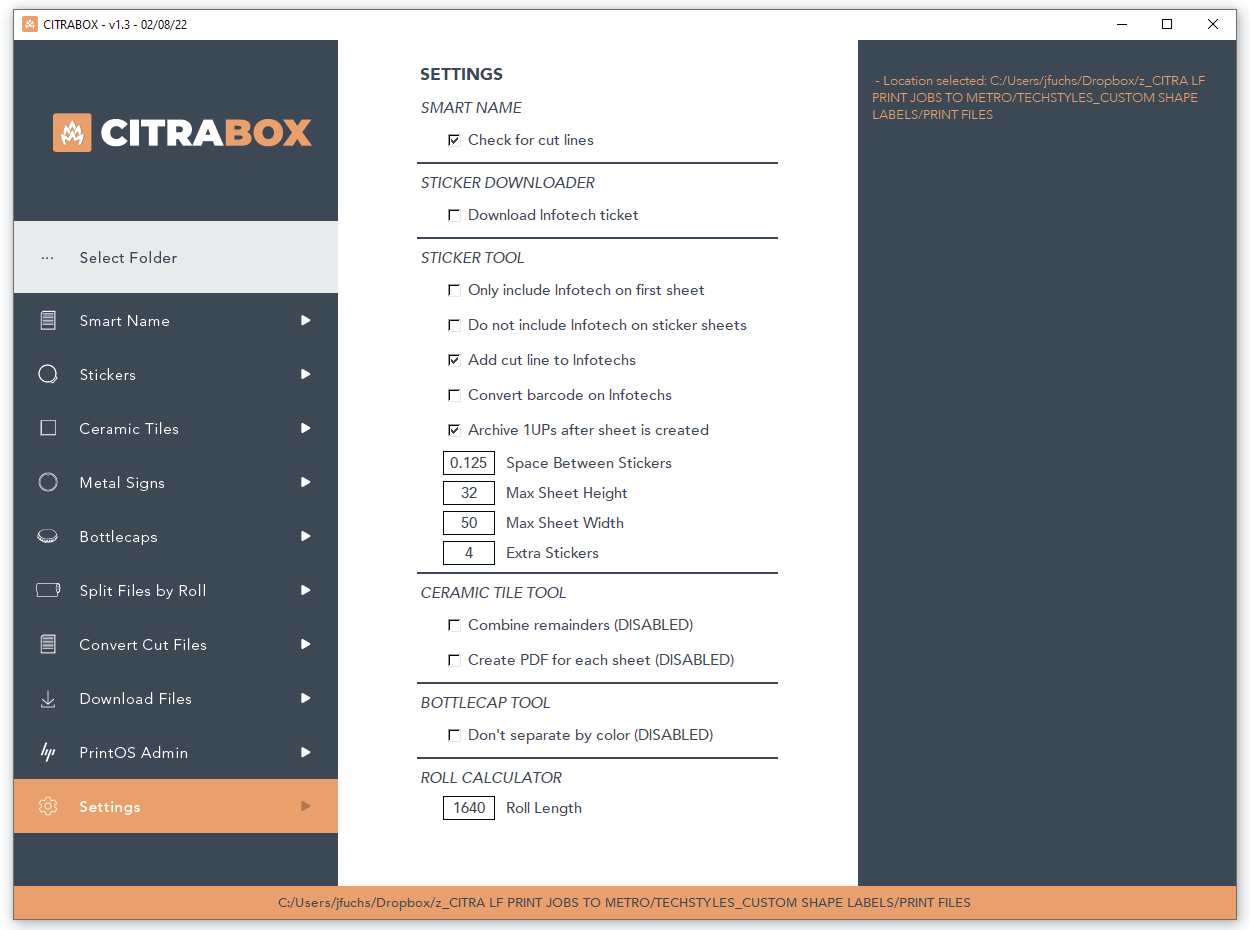 CITRABOX - v1.3 - 02/08/22
CITRABOX
... Select Folder
Smart Name
Stickers
Ceramic Tiles
Metal Signs
Bottlecaps
Split Files by Roll
Convert Cut Files
Download Files
hp PrintOS Admin
Settings
SETTINGS
SMART NAME
Check for cut lines
STICKER DOWNLOADER
Download Infotech ticket
STICKER TOOL
Only include Infotech on first sheet
Do not include Infotech on sticker sheets
Add cut line to Infotechs
Convert barcode on Infotechs
Archive 1UPs after sheet is created
0.125 Space Between Stickers
32 Max Sheet Height
50 Max Sheet Width
4 Extra Stickers
CERAMIC TILE TOOL
Combine remainders (DISABLED)
Create PDF for each sheet (DISABLED)
BOTTLECAP TOOL
Don't separate by color (DISABLED)
ROLL CALCULATOR
1640 Roll Length
- Location selected: C:/Users/jfuchs/Dropbox/z_CITRA LF
PRINT JOBS TO METRO/TECHSTYLES_CUSTOM SHAPE
LABELS/PRINT FILES
C:/Users/jfuchs/Dropbox/z_CITRA LF PRINT JOBS TO METRO/TECHSTYLES_CUSTOM SHAPE LABELS/PRINT FILES